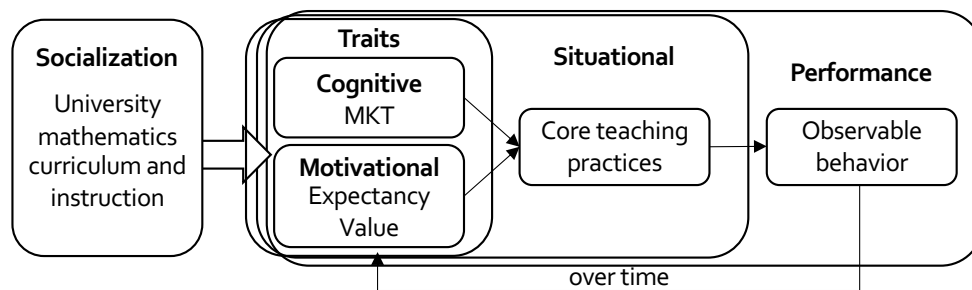 Socialization
University
mathematics
curriculum and
instruction
Traits
Cognitive
MKT
Motivational
Expectancy
Value
Situational
Core teaching
practices
Performance
Observable
behavior
over time